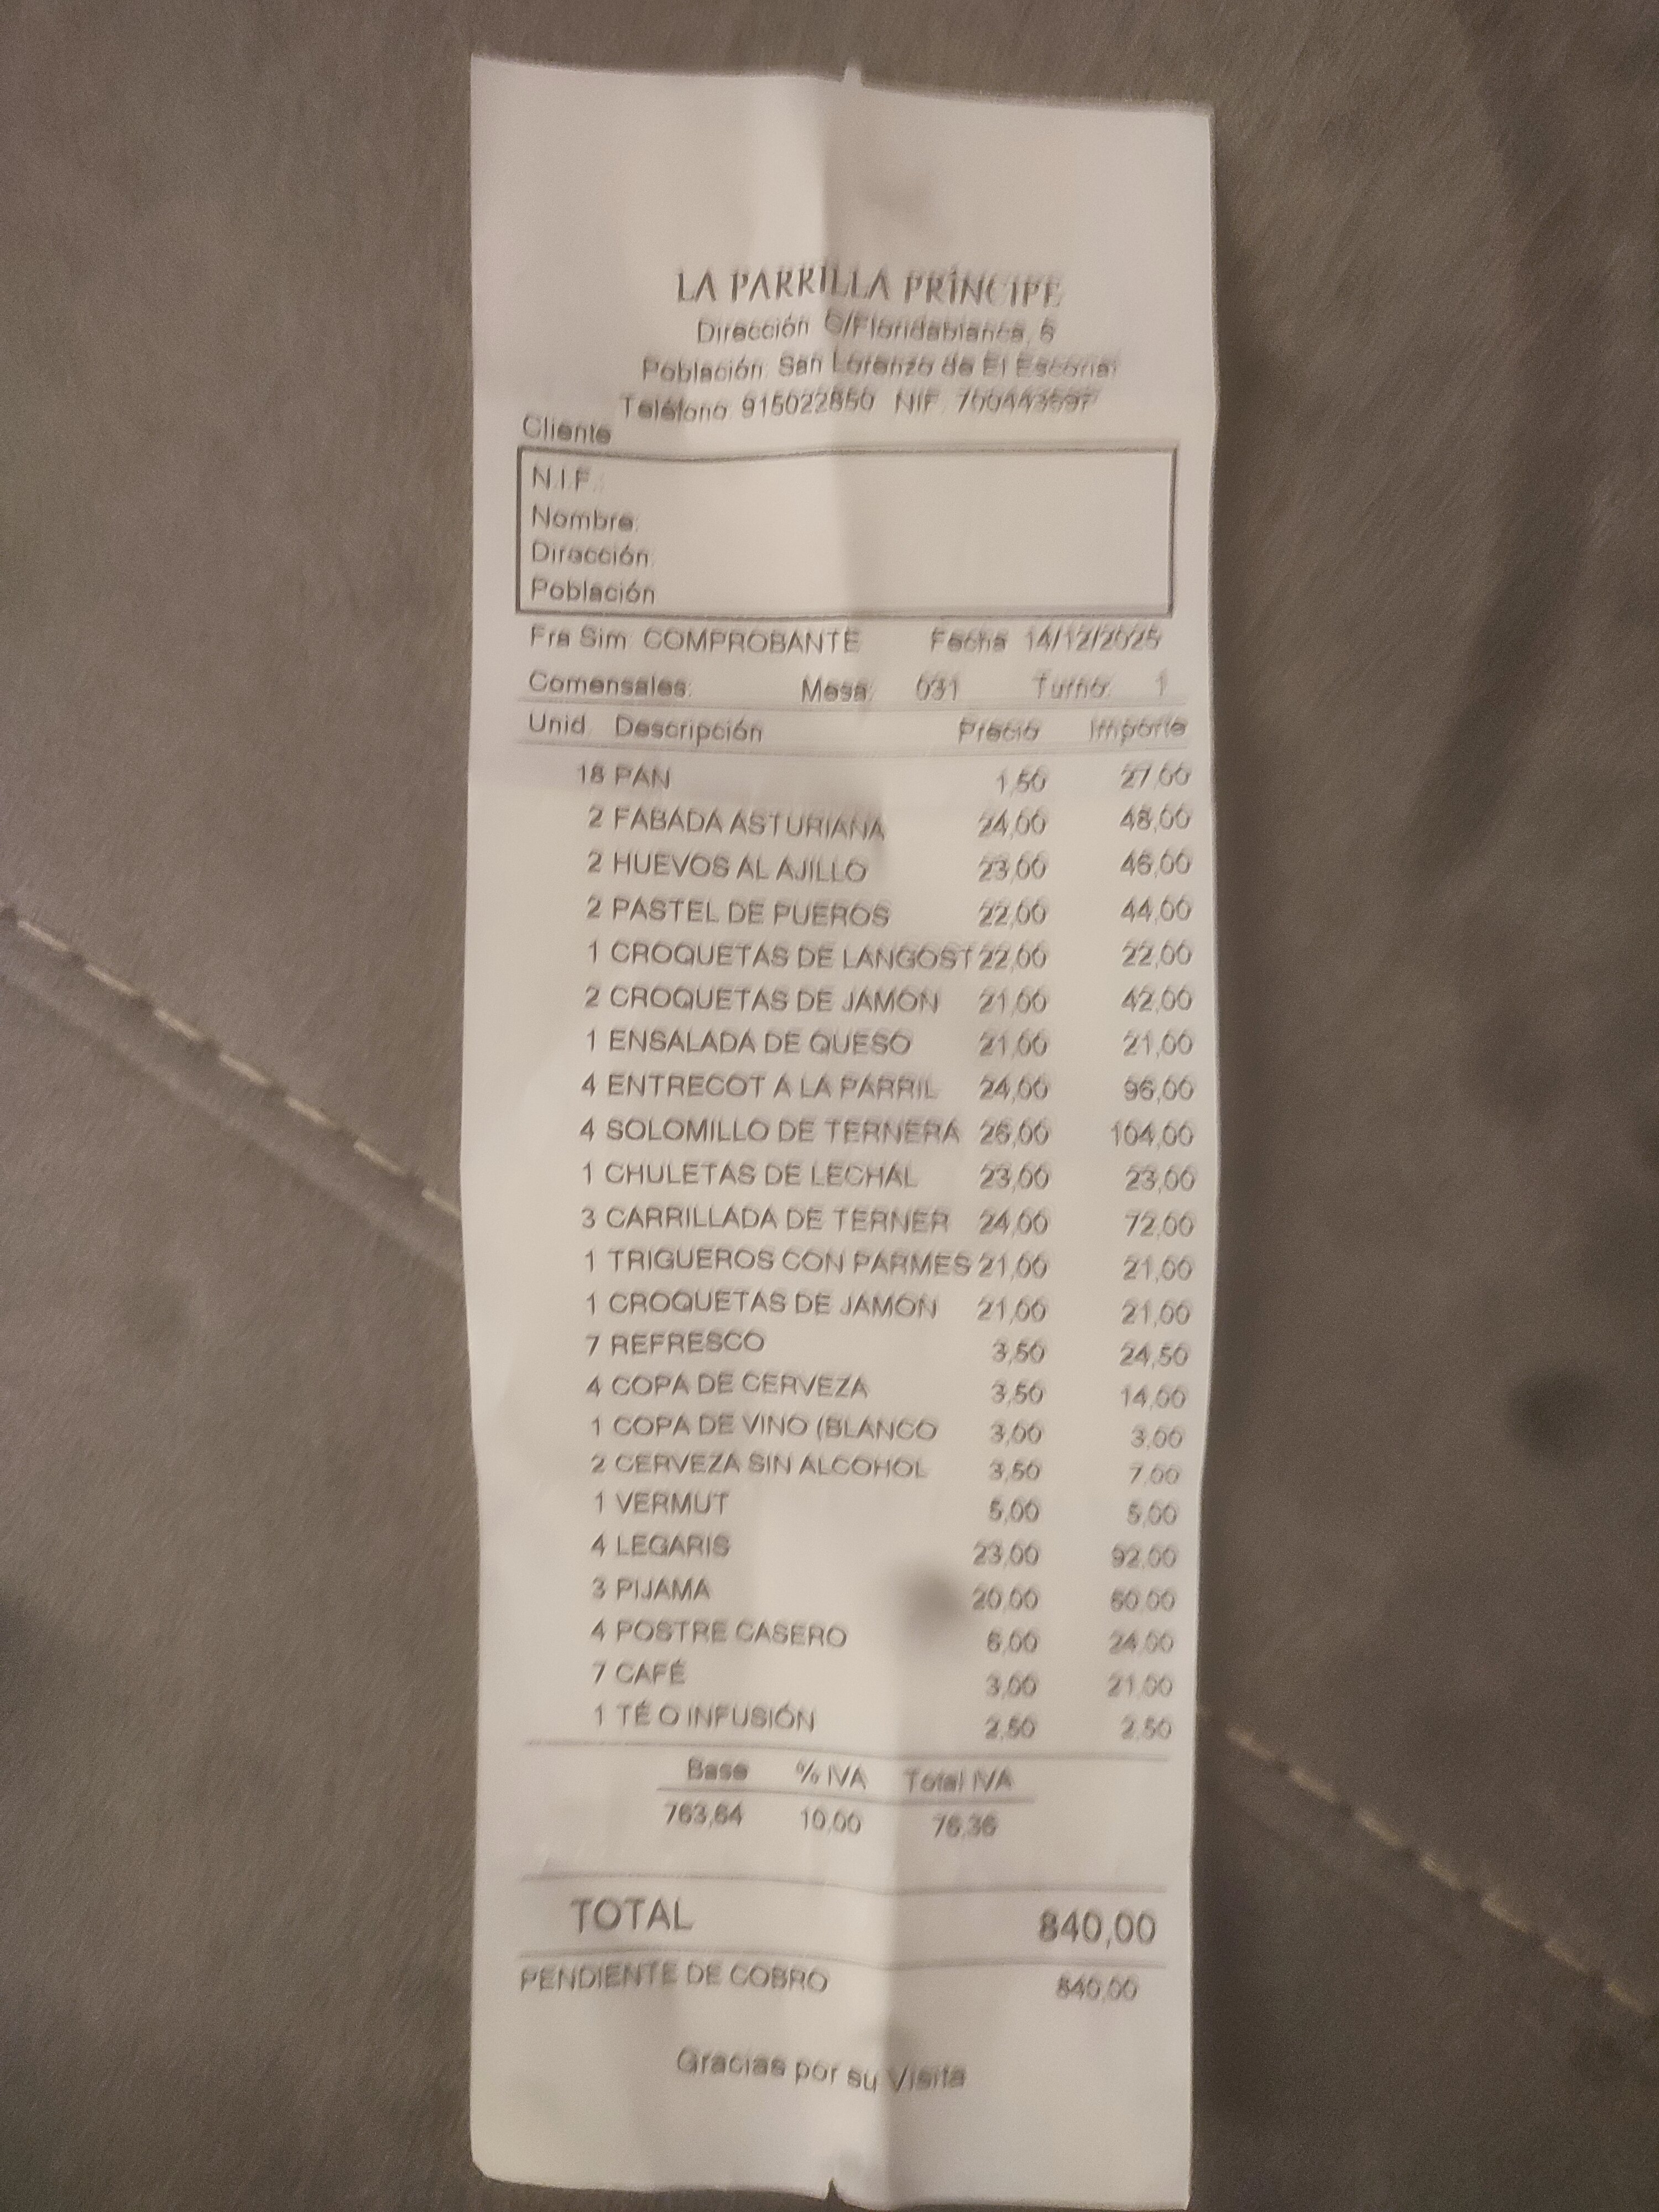 LA PARRILLA PRÍNCIPE
Dirección C/Floridablanca, 6
Población: San Lorenzo de El Escorial
Teléfono 915022850 NIF
Cliente
N.I.F.:
Nombre:
Dirección:
Población
Fra Sim: COMPROBANTE Fecha 14/12/2025
Comensales: Mesa: 031 Turno: 1
Unid Descripción Precio Importe
18 PAN 1,50 27,00
2 FABADA ASTURIANA 24,00 48,00
2 HUEVOS AL AJILLO 23,00 46,00
2 PASTEL DE PUEROS 22,00 44,00
1 CROQUETAS DE LANGOST 22,00 22,00
2 CROQUETAS DE JAMÓN 21,00 42,00
1 ENSALADA DE QUESO 21,00 21,00
4 ENTRECOT A LA PARRIL 24,00 96,00
4 SOLOMILLO DE TERNERA 26,00 104,00
1 CHULETAS DE LECHAL 23,00 23,00
3 CARRILLADA DE TERNER 24,00 72,00
1 TRIGUEROS CON PARMES 21,00 21,00
1 CROQUETAS DE JAMÓN 21,00 21,00
7 REFRESCO 3,50 24,50
4 COPA DE CERVEZA 3,50 14,00
1 COPA DE VINO (BLANCO 3,00 3,00
2 CERVEZA SIN ALCOHOL 3,50 7,00
1 VERMUT 5,00 5,00
4 LEGARIS 23,00 92,00
3 PIJAMA 20,00 60,00
4 POSTRE CASERO 6,00 24,00
7 CAFÉ 3,00 21,00
1 TÉ O INFUSIÓN 2,50 2,50
Base % IVA Total IVA
763,64 10,00 76,36
TOTAL 840,00
PENDIENTE DE COBRO 840,00
Gracias por su Visita